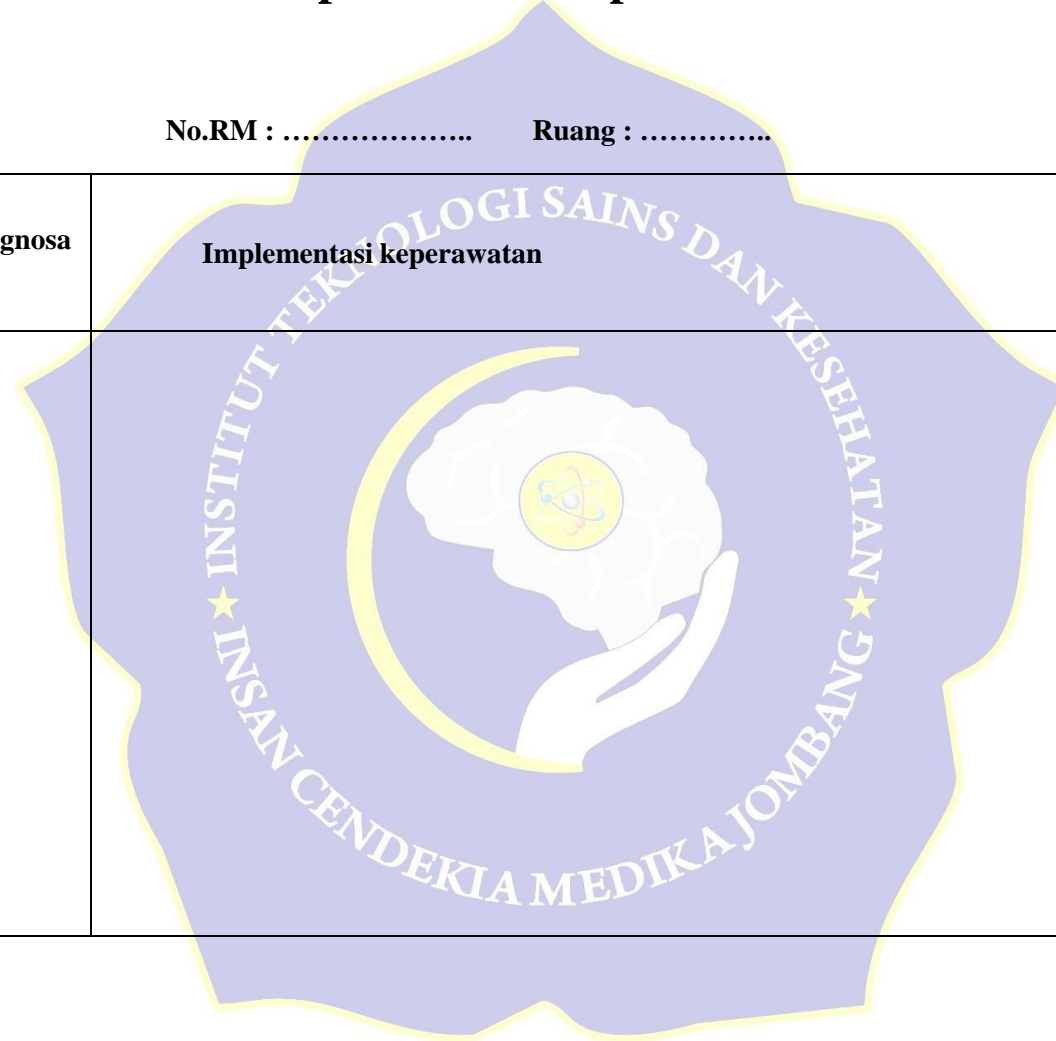 No.RM : ……………….. Ruang : …………..
gnosa
Implementasi keperawatan
INSTITUT TEKNOLOGI SAINS DAN KESEHATAN
INSAN CENDEKIA MEDIKA JOMBANG